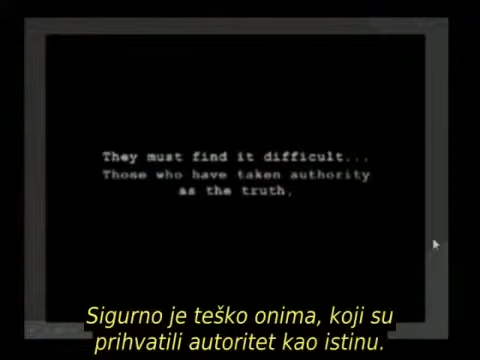 They must find it difficult...
Those who have taken authority
as the truth,
Sigurno je teško onima, koji su
prihvatili autoritet kao istinu.